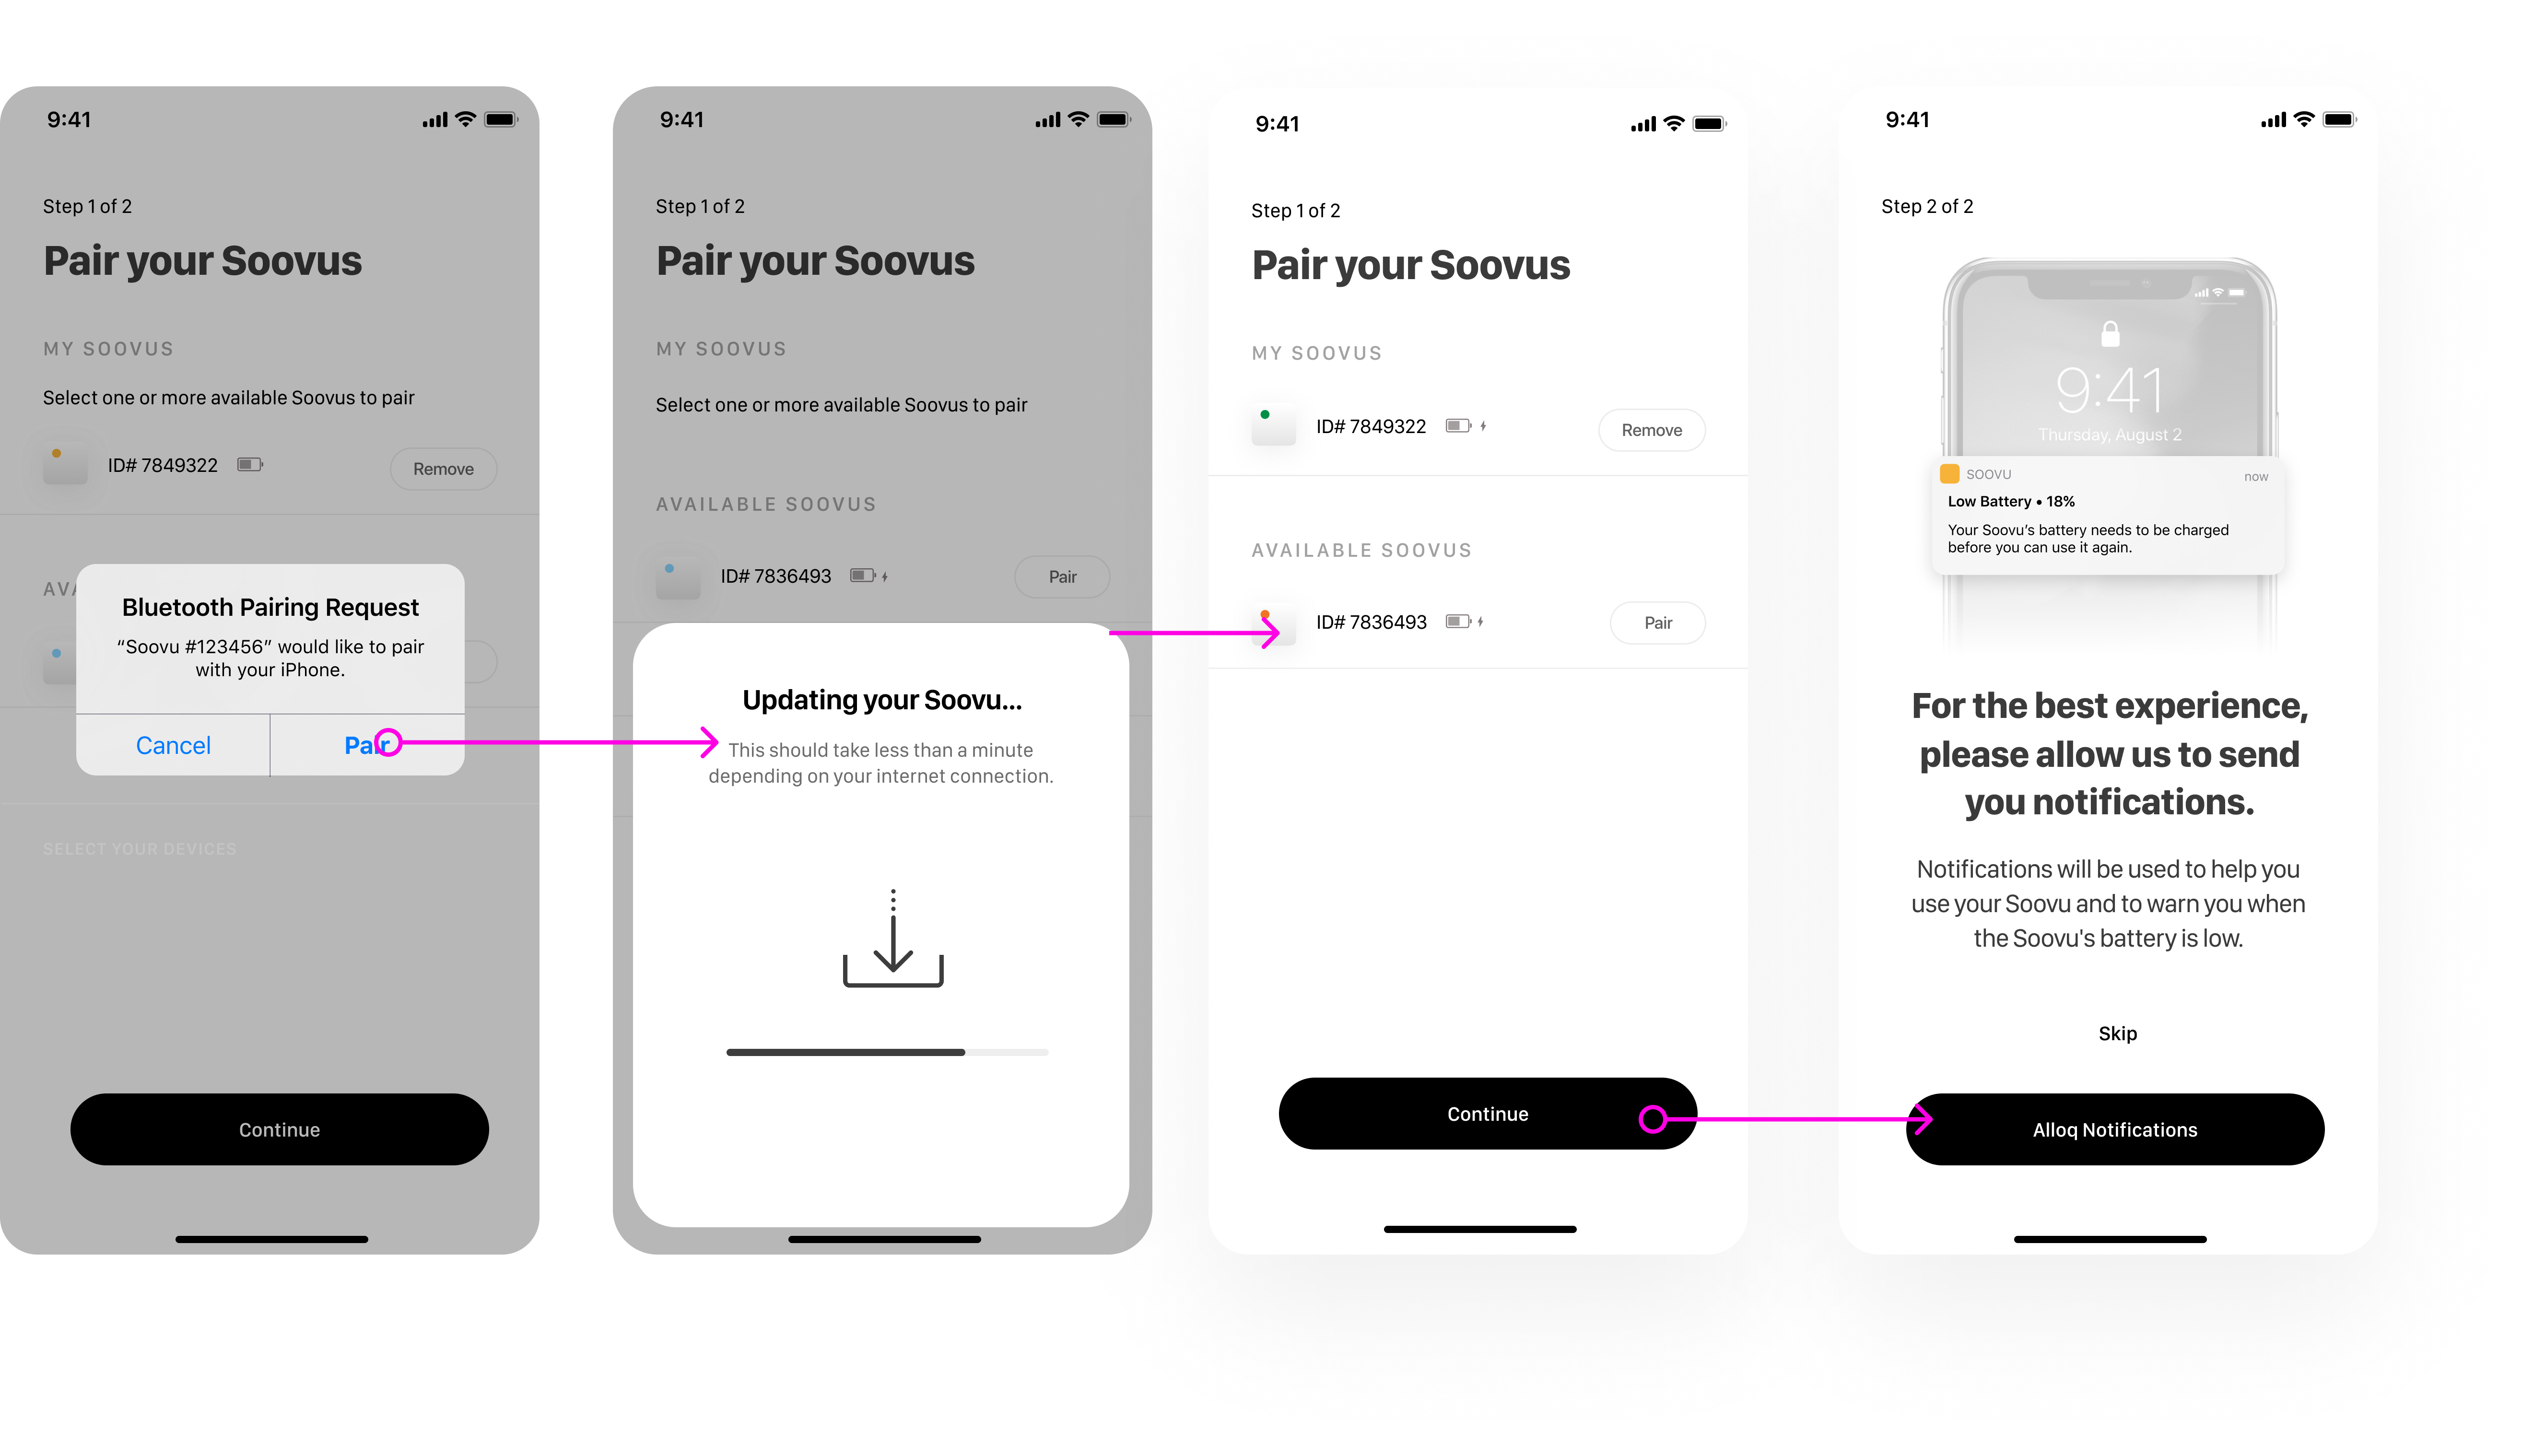 9:41
Step 1 of 2
Pair your Soovus
MY SOOVUS
Select one or more available Soovus to pair
ID# 7849322
Remove
AVA
Bluetooth Pairing Request
“Soovu #123456” would like to pair
with your iPhone.
Cancel
Pair
SELECT YOUR DEVICES
Continue
9:41
Step 1 of 2
Pair your Soovus
MY SOOVUS
Select one or more available Soovus to pair
AVAILABLE SOOVUS
ID# 7836493
Pair
Updating your Soovu...
This should take less than a minute
depending on your internet connection.
9:41
Step 1 of 2
Pair your Soovus
MY SOOVUS
ID# 7849322
Remove
AVAILABLE SOOVUS
ID# 7836493
Pair
Continue
9:41
Step 2 of 2
9:41
Thursday, August 2
SOOVU
now
Low Battery • 18%
Your Soovu’s battery needs to be charged
before you can use it again.
For the best experience,
please allow us to send
you notifications.
Notifications will be used to help you
use your Soovu and to warn you when
the Soovu's battery is low.
Skip
Alloq Notifications